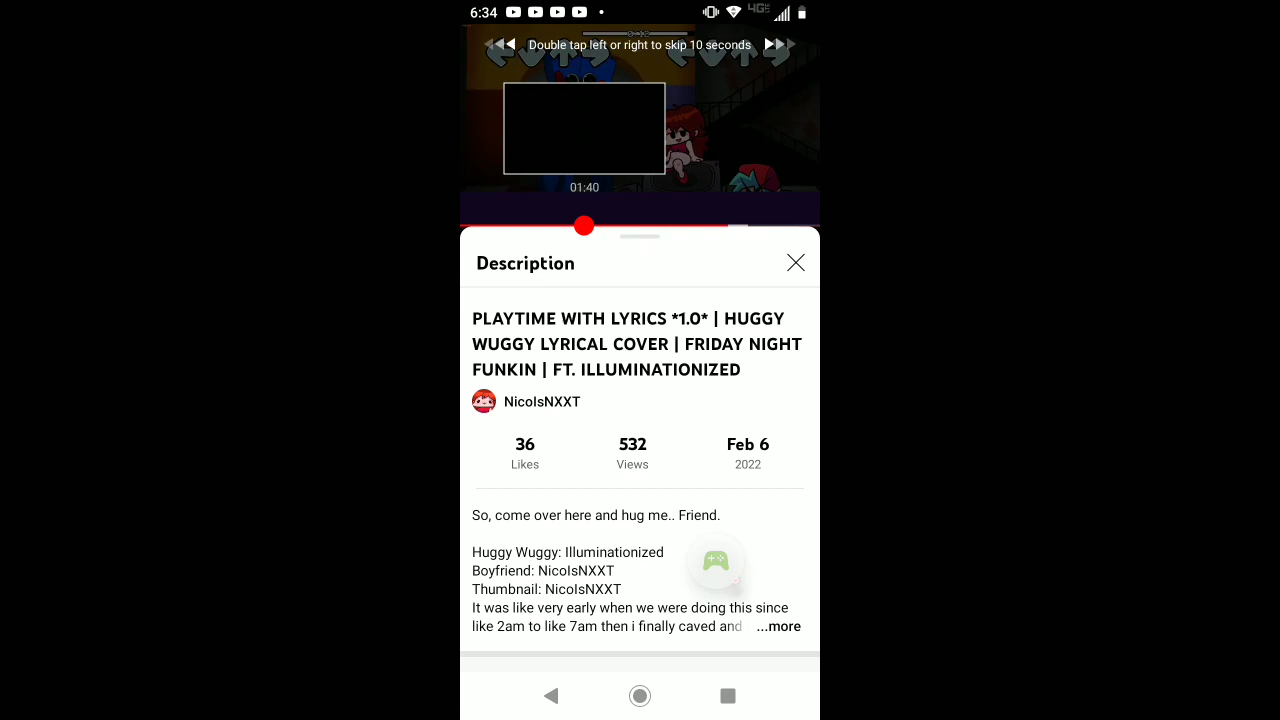 6:34
4G
Double tap left or right to skip 10 seconds
01:40
Description
PLAYTIME WITH LYRICS *1.0* | HUGGY
WUGGY LYRICAL COVER | FRIDAY NIGHT
FUNKIN | FT. ILLUMINATIONIZED
NicoIsNXXT
36
Likes
532
Views
Feb 6
2022
So, come over here and hug me.. Friend.
Huggy Wuggy: Illuminationized
Boyfriend: NicoIsNXXT
Thumbnail: NicoIsNXXT
It was like very early when we were doing this since
like 2am to like 7am then i finally caved and ...more